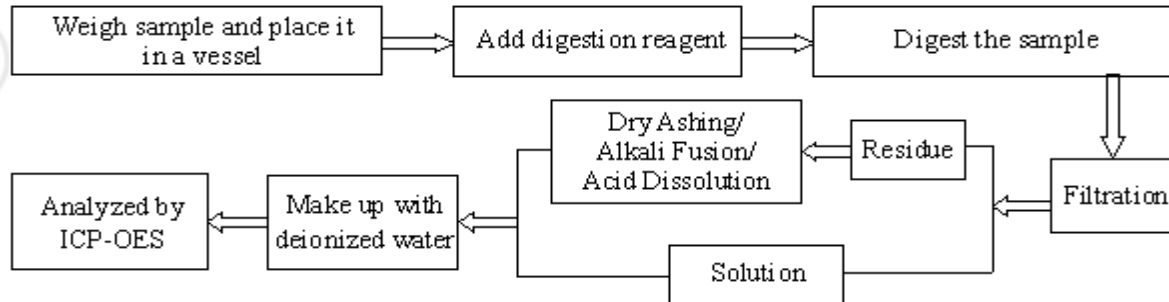 Weigh sample and place it
in a vessel
Add digestion reagent
Digest the sample
Filtration
Residue
Dry Ashing/
Alkali Fusion/
Acid Dissolution
Solution
Make up with
deionized water
Analyzed by
ICP-OES